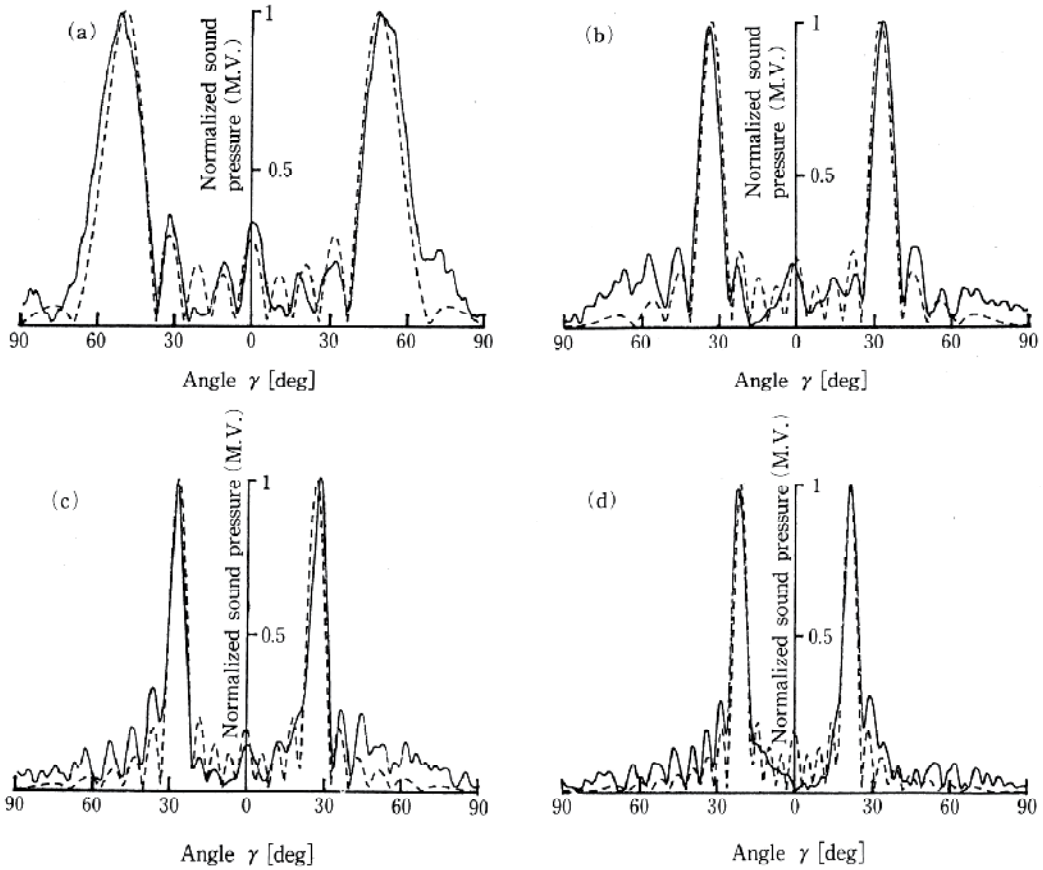 (a)
Normalized sound
pressure (M.V.)
1
0.5
90 60 30 0 30 60 90
Angle γ [deg]
(b)
Normalized sound
pressure (M.V.)
1
0.5
90 60 30 0 30 60 90
Angle γ [deg]
(c)
Normalized sound pressure (M.V.)
1
0.5
90 60 30 0 30 60 90
Angle γ [deg]
(d)
Normalized sound pressure (M.V.)
1
0.5
90 60 30 0 30 60 90
Angle γ [deg]